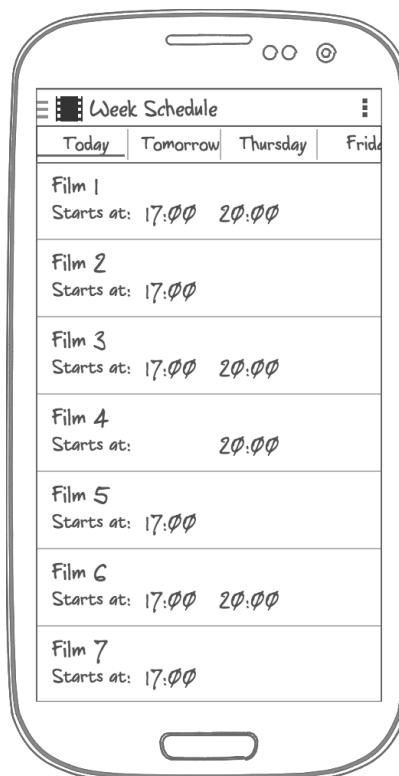 Week Schedule
Today Tomorrow Thursday Frida
Film 1
Starts at: 17:00 20:00
Film 2
Starts at: 17:00
Film 3
Starts at: 17:00 20:00
Film 4
Starts at: 20:00
Film 5
Starts at: 17:00
Film 6
Starts at: 17:00 20:00
Film 7
Starts at: 17:00